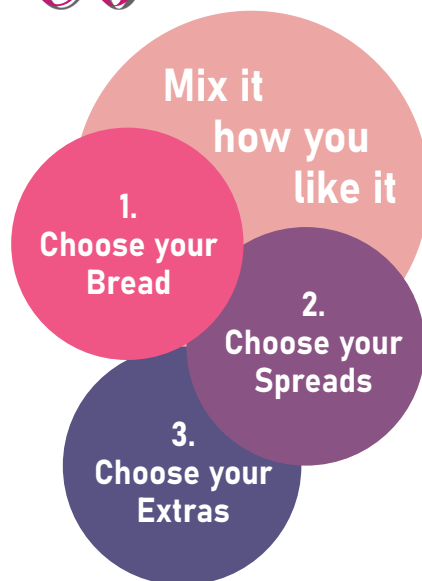 Mix it
how you
like it
1.
Choose your
Bread
2.
Choose your
Spreads
3.
Choose your
Extras